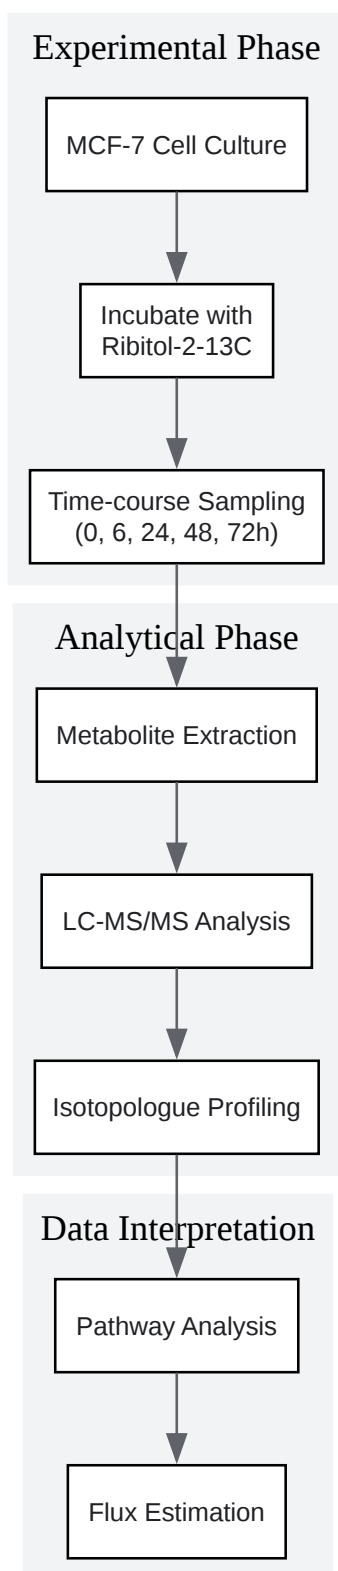 Experimental Phase
MCF-7 Cell Culture
Incubate with
Ribitol-2-13C
Time-course Sampling
(0, 6, 24, 48, 72h)
Analytical Phase
Metabolite Extraction
LC-MS/MS Analysis
Isotopologue Profiling
Data Interpretation
Pathway Analysis
Flux Estimation